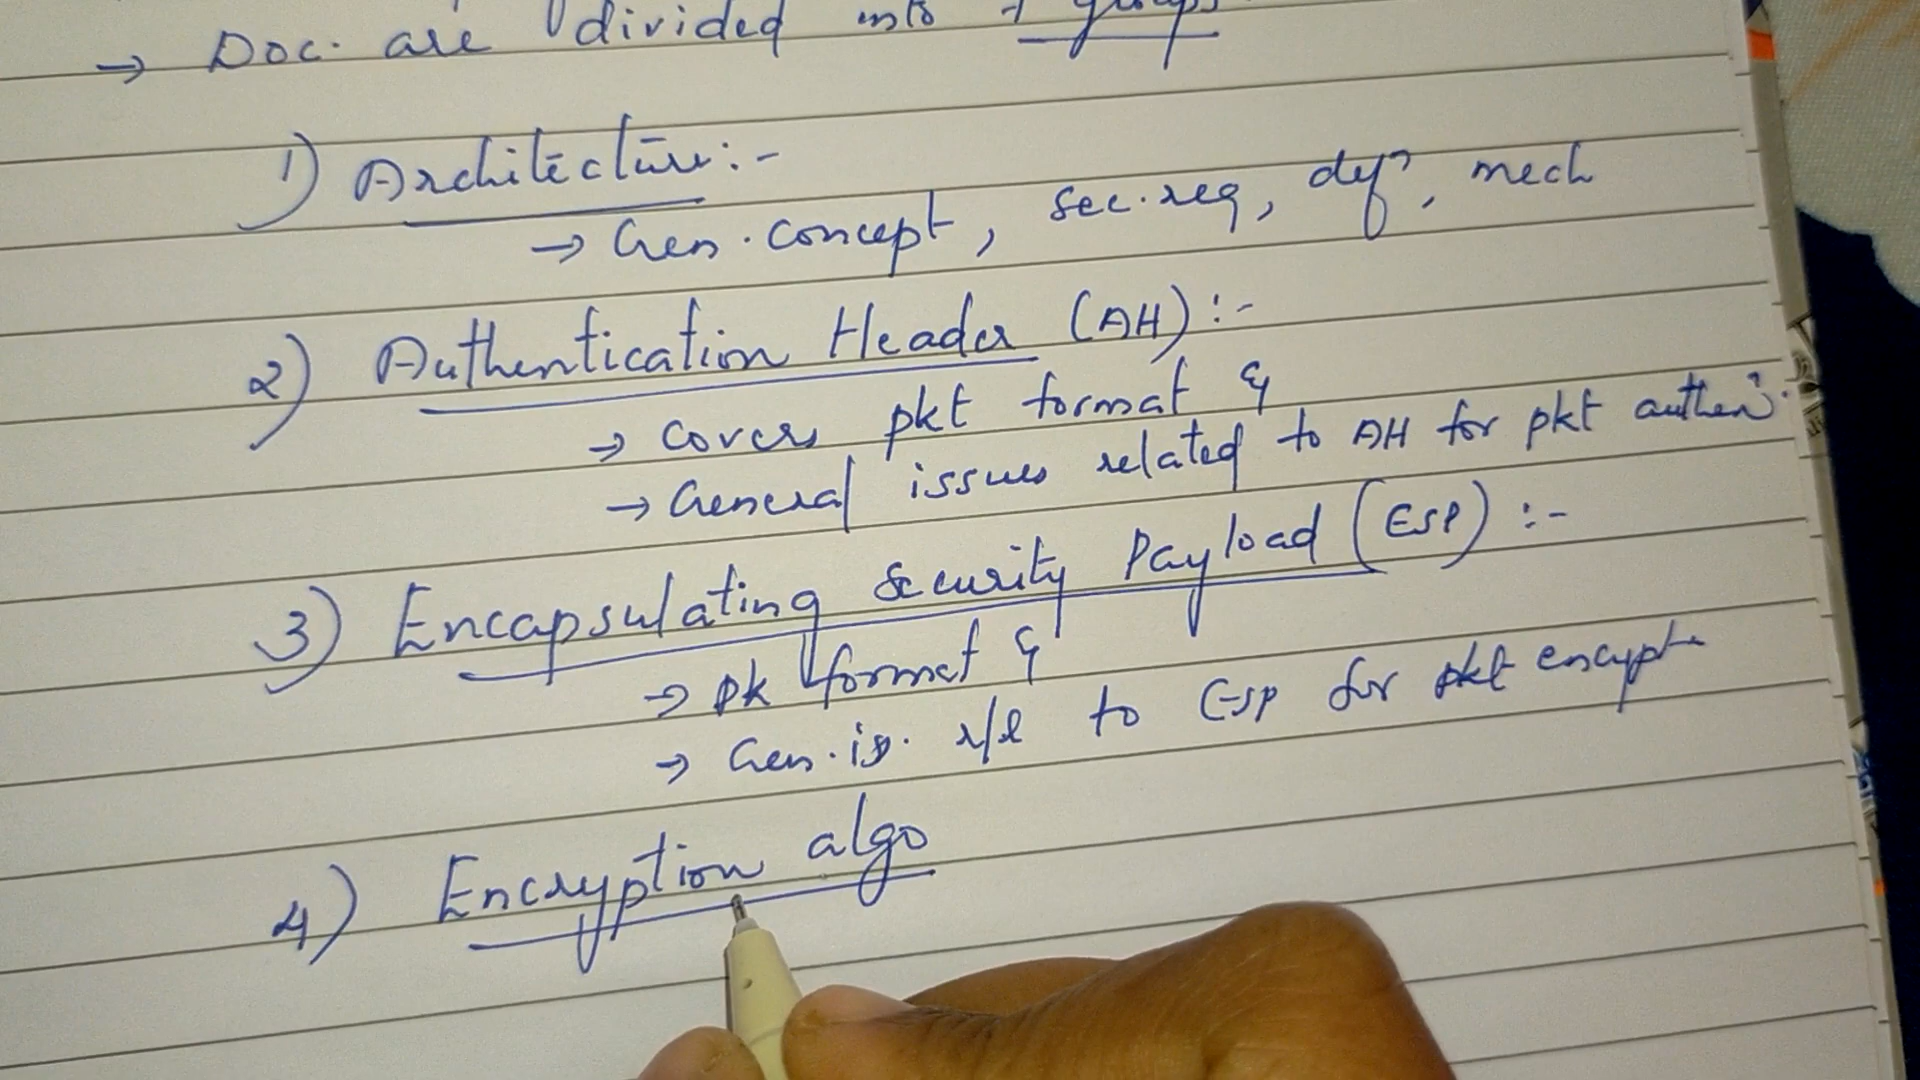 → Doc. are divided into 7 groups
1) Architecture:-
→ Gen. concept, sec. req, defn, mech
2) Authentication Header (AH):-
→ covers pkt format &
→ General issues related to AH for pkt authen.
3) Encapsulating Security Payload (ESP):-
→ pk format &
→ Gen. is. r/l to ESP for pkt encrypt
4) Encryption algo